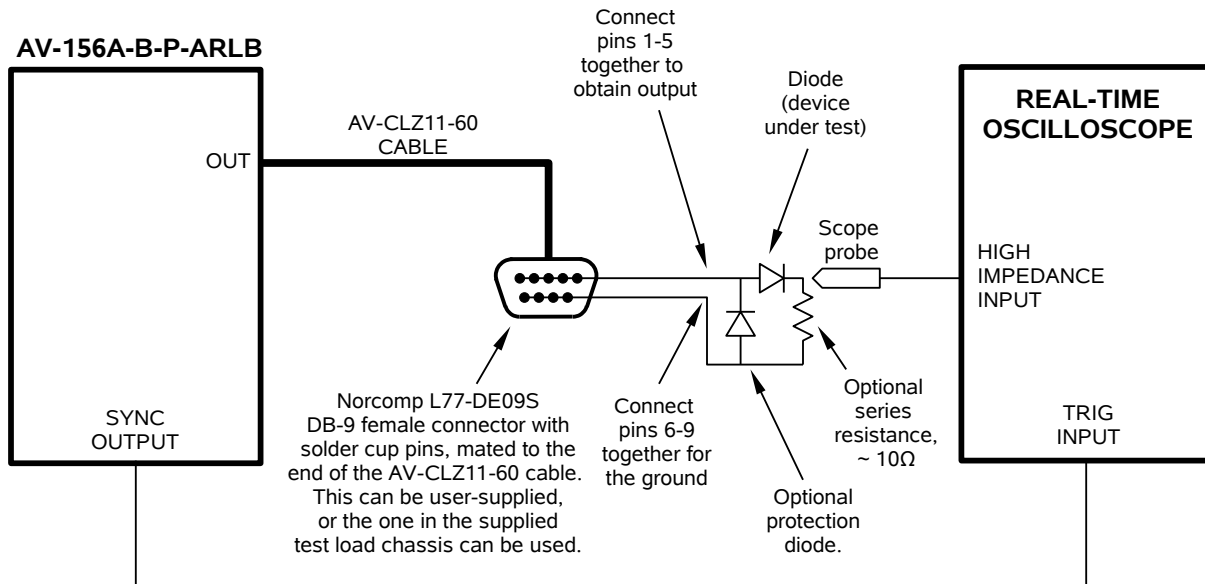 AV-156A-B-P-ARLB
OUT
SYNC
OUTPUT
AV-CLZ11-60
CABLE
Connect
pins 1-5
together to
obtain output
Diode
(device
under test)
Scope
probe
REAL-TIME
OSCILLOSCOPE
HIGH
IMPEDANCE
INPUT
TRIG
INPUT
Norcomp L77-DE09S
DB-9 female connector with
solder cup pins, mated to the
end of the AV-CLZ11-60 cable.
This can be user-supplied,
or the one in the supplied
test load chassis can be used.
Connect
pins 6-9
together for
the ground
Optional
protection
diode.
Optional
series
resistance,
~ 10Ω